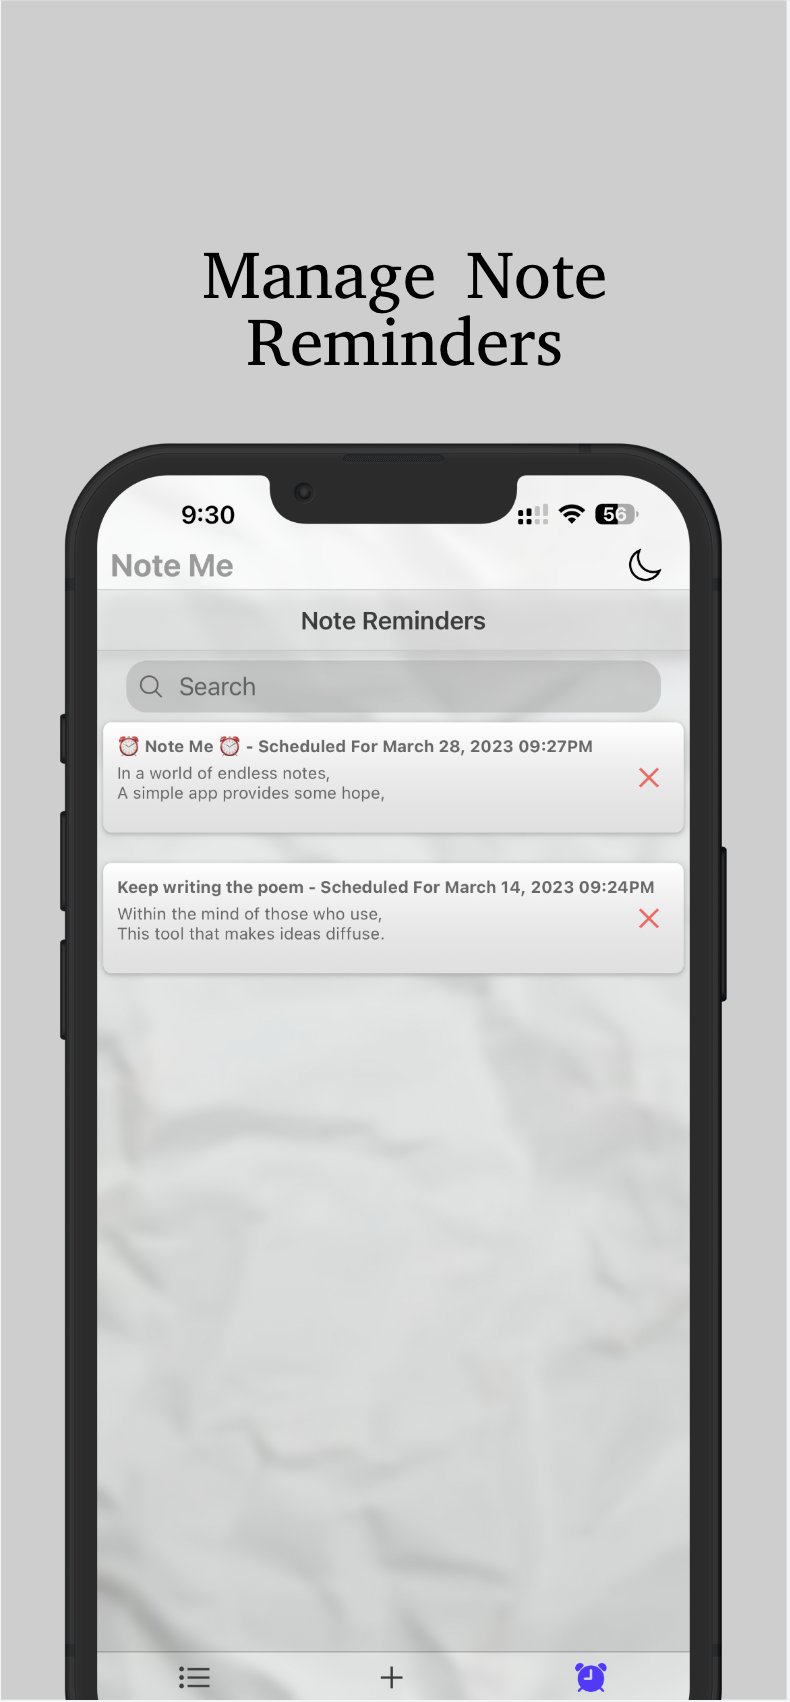 Manage Note
Reminders
9:30
56
Note Me
Note Reminders
Search
⏰ Note Me ⏰ - Scheduled For March 28, 2023 09:27PM
In a world of endless notes,
A simple app provides some hope,
Keep writing the poem - Scheduled For March 14, 2023 09:24PM
Within the mind of those who use,
This tool that makes ideas diffuse.